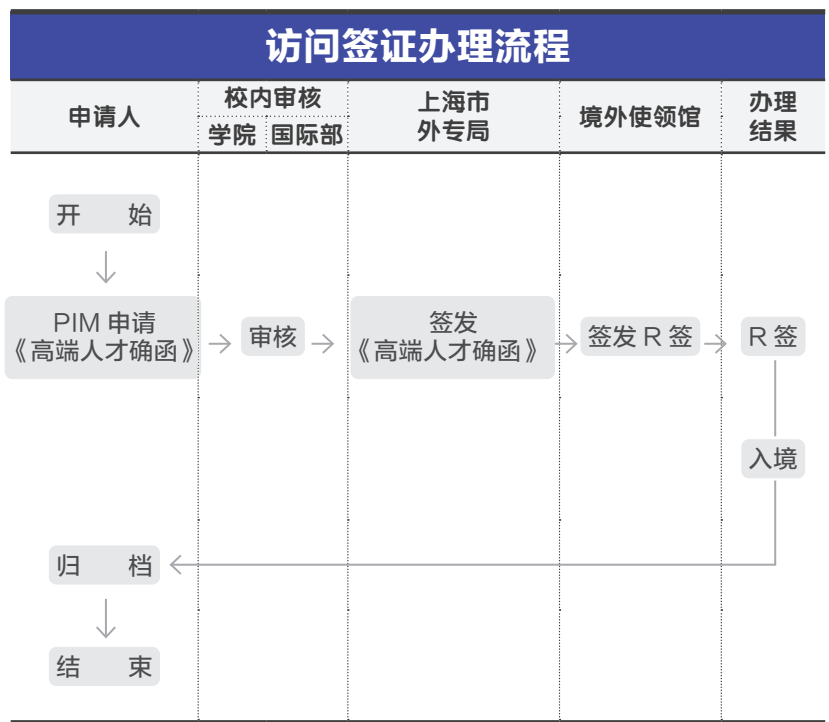 访问签证办理流程
申请人
校内审核
学院 国际部
上海市
外专局
境外使领馆
办理
结果
开 始
PIM 申请
《高端人才确函》
审核
签发
《高端人才确函》
签发 R 签
R 签
入境
归 档
结 束